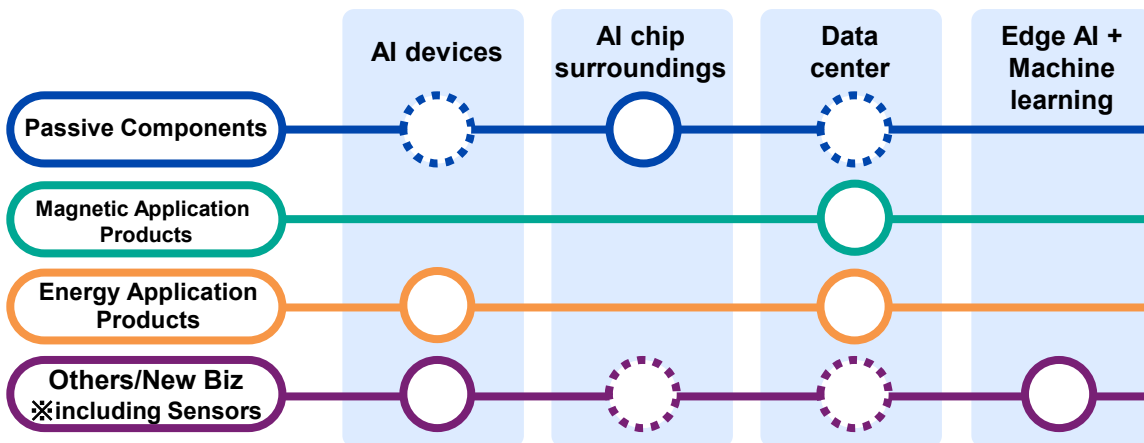 AI devices
AI chip
surroundings
Data
center
Edge AI +
Machine
learning
Passive Components
Magnetic Application
Products
Energy Application
Products
Others/New Biz
※including Sensors